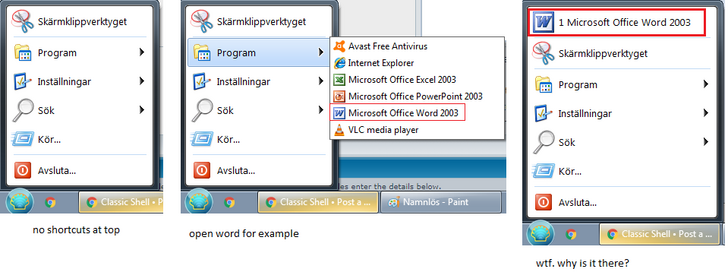 Skärmklippverktyget
Program
Inställningar
Sök
Kör...
Avsluta...
Classic Shell • Post a ...
no shortcuts at top
Skärmklippverktyget
Program
Inställningar
Sök
Kör...
Avsluta...
Avast Free Antivirus
Internet Explorer
Microsoft Office Excel 2003
Microsoft Office PowerPoint 2003
Microsoft Office Word 2003
VLC media player
enter the details below.
Classic Shell • Post a ...
Namnlös - Paint
open word for example
1 Microsoft Office Word 2003
Skärmklippverktyget
Program
Inställningar
Sök
Kör...
Avsluta...
Classic Shell • Post a ...
wtf. why is it there?